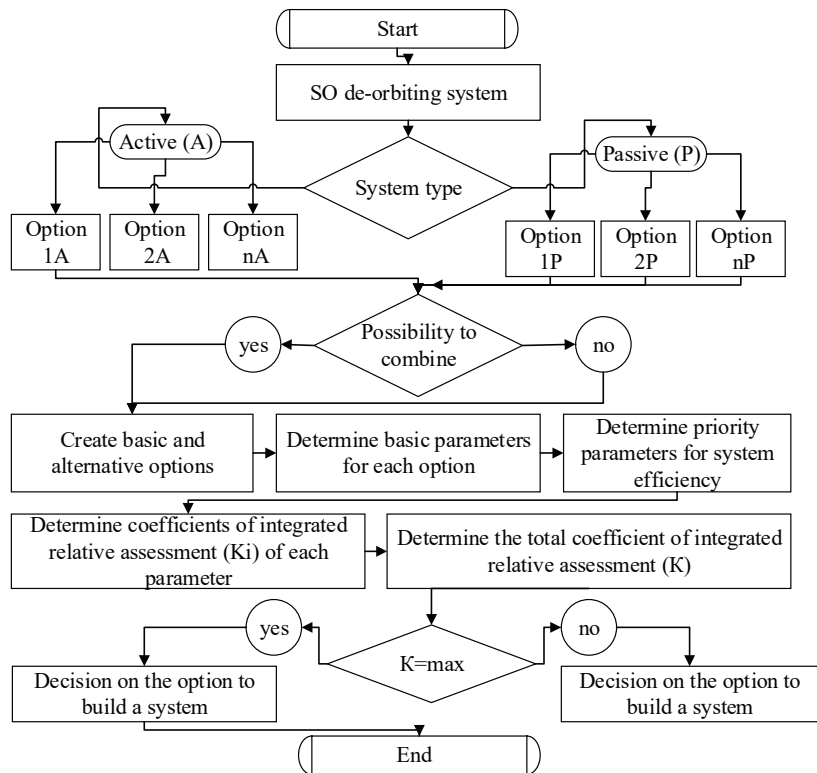 Start
SO de-orbiting system
Active (A)
System type
Passive (P)
Option
1A
Option
2A
Option
nA
Option
1P
Option
2P
Option
nP
Possibility to
combine
yes
no
Create basic and
alternative options
Determine basic parameters
for each option
Determine priority
parameters for system
efficiency
Determine coefficients of integrated
relative assessment (Ki) of each
parameter
Determine the total coefficient of integrated
relative assessment (K)
yes
K=max
no
Decision on the option to
build a system
Decision on the option to
build a system
End